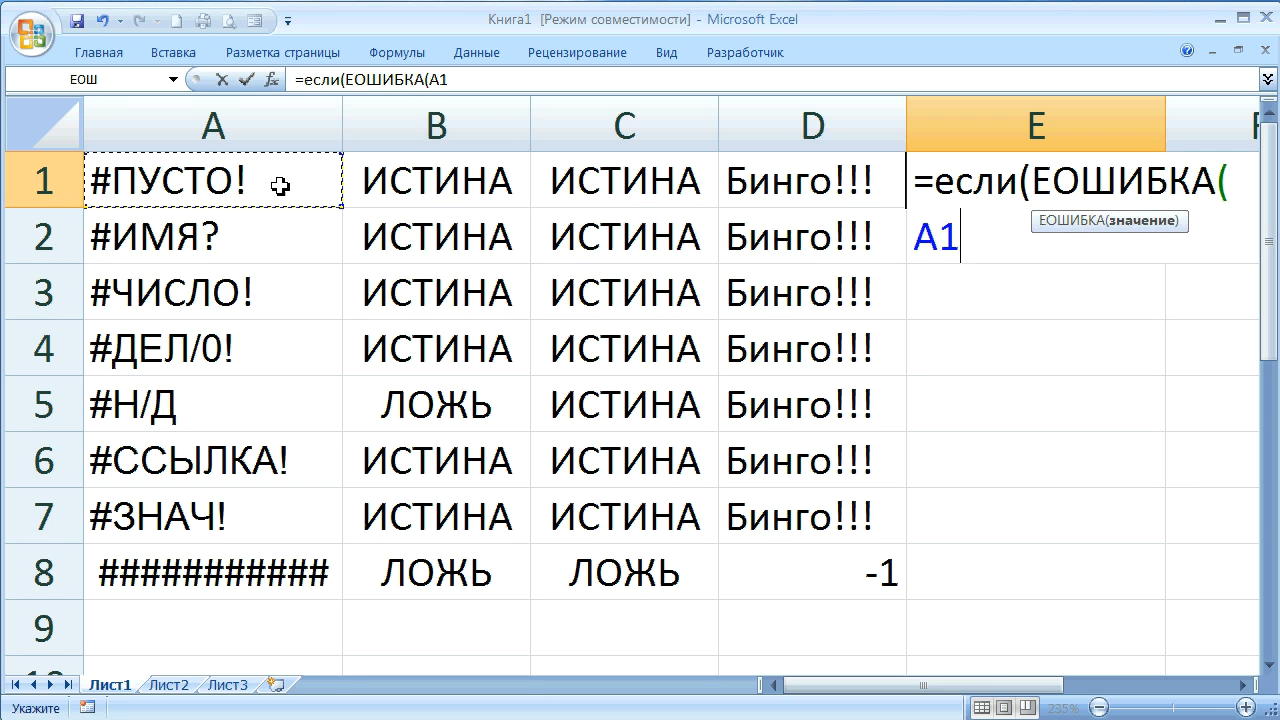 Книга1 [Режим совместимости] - Microsoft Excel
Главная Вставка Разметка страницы Формулы Данные Рецензирование Вид Разработчик
ЕОШ =если(ЕОШИБКА(A1
A B C D E F
1 #ПУСТО! ИСТИНА ИСТИНА Бинго!!! =если(ЕОШИБКА(
ЕОШИБКА(значение)
2 #ИМЯ? ИСТИНА ИСТИНА Бинго!!! A1
3 #ЧИСЛО! ИСТИНА ИСТИНА Бинго!!!
4 #ДЕЛ/0! ИСТИНА ИСТИНА Бинго!!!
5 #Н/Д ЛОЖЬ ИСТИНА Бинго!!!
6 #ССЫЛКА! ИСТИНА ИСТИНА Бинго!!!
7 #ЗНАЧ! ИСТИНА ИСТИНА Бинго!!!
8 ########### ЛОЖЬ ЛОЖЬ -1
9
10
Лист1 Лист2 Лист3
Укажите 235%